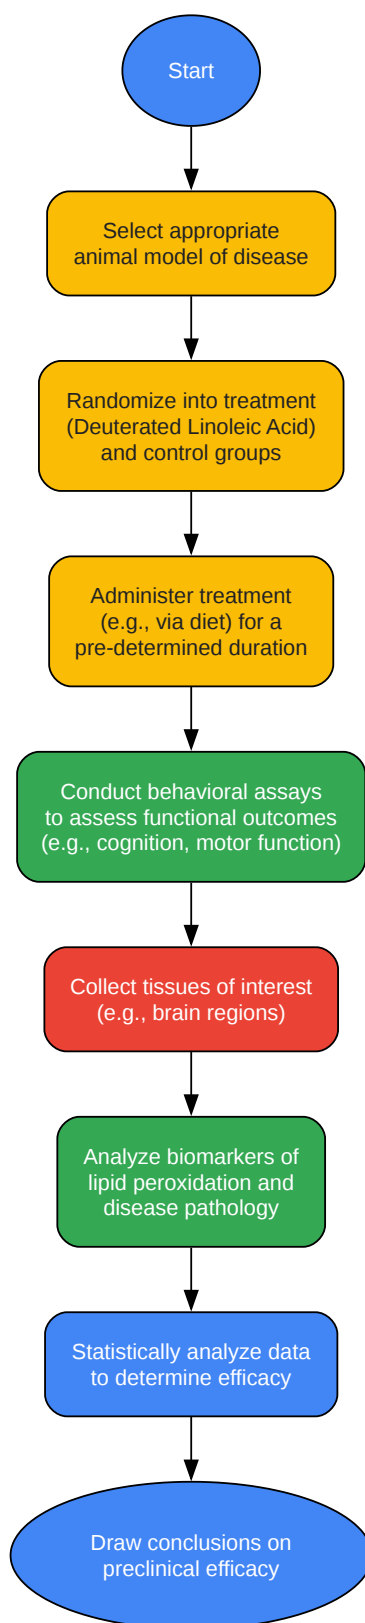 Start
Select appropriate
animal model of disease
Randomize into treatment
(Deuterated Linoleic Acid)
and control groups
Administer treatment
(e.g., via diet) for a
pre-determined duration
Conduct behavioral assays
to assess functional outcomes
(e.g., cognition, motor function)
Collect tissues of interest
(e.g., brain regions)
Analyze biomarkers of
lipid peroxidation and
disease pathology
Statistically analyze data
to determine efficacy
Draw conclusions on
preclinical efficacy